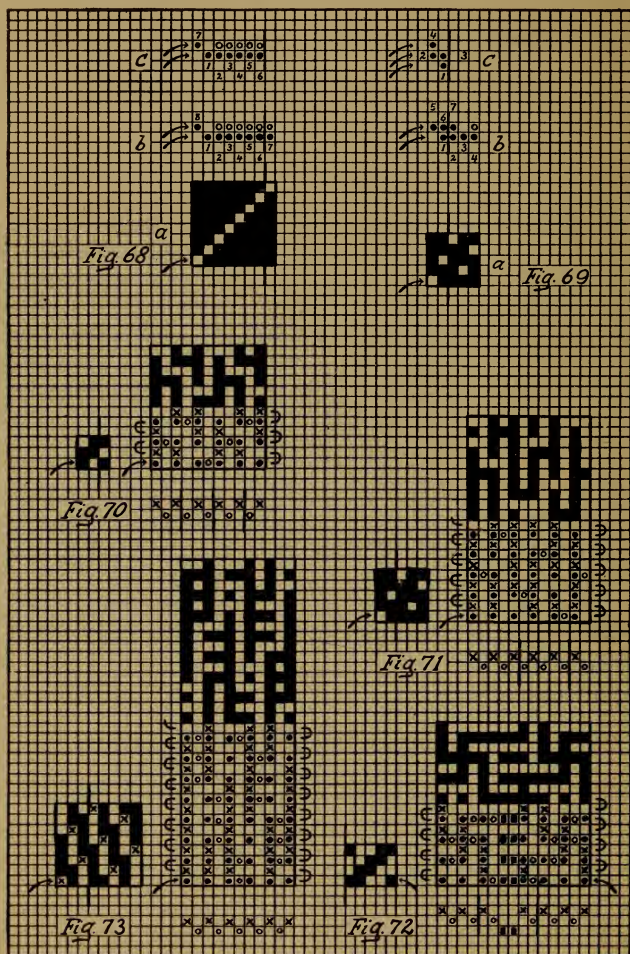 7
c
1 3 5
2 4 6
4
2 3 c
1
8
b
1 3 5
2 4 6 7
5 7
6
1 3 b
2 4
a
Fig. 68
a
Fig. 69
Fig. 70
Fig. 71
Fig. 73
Fig. 72